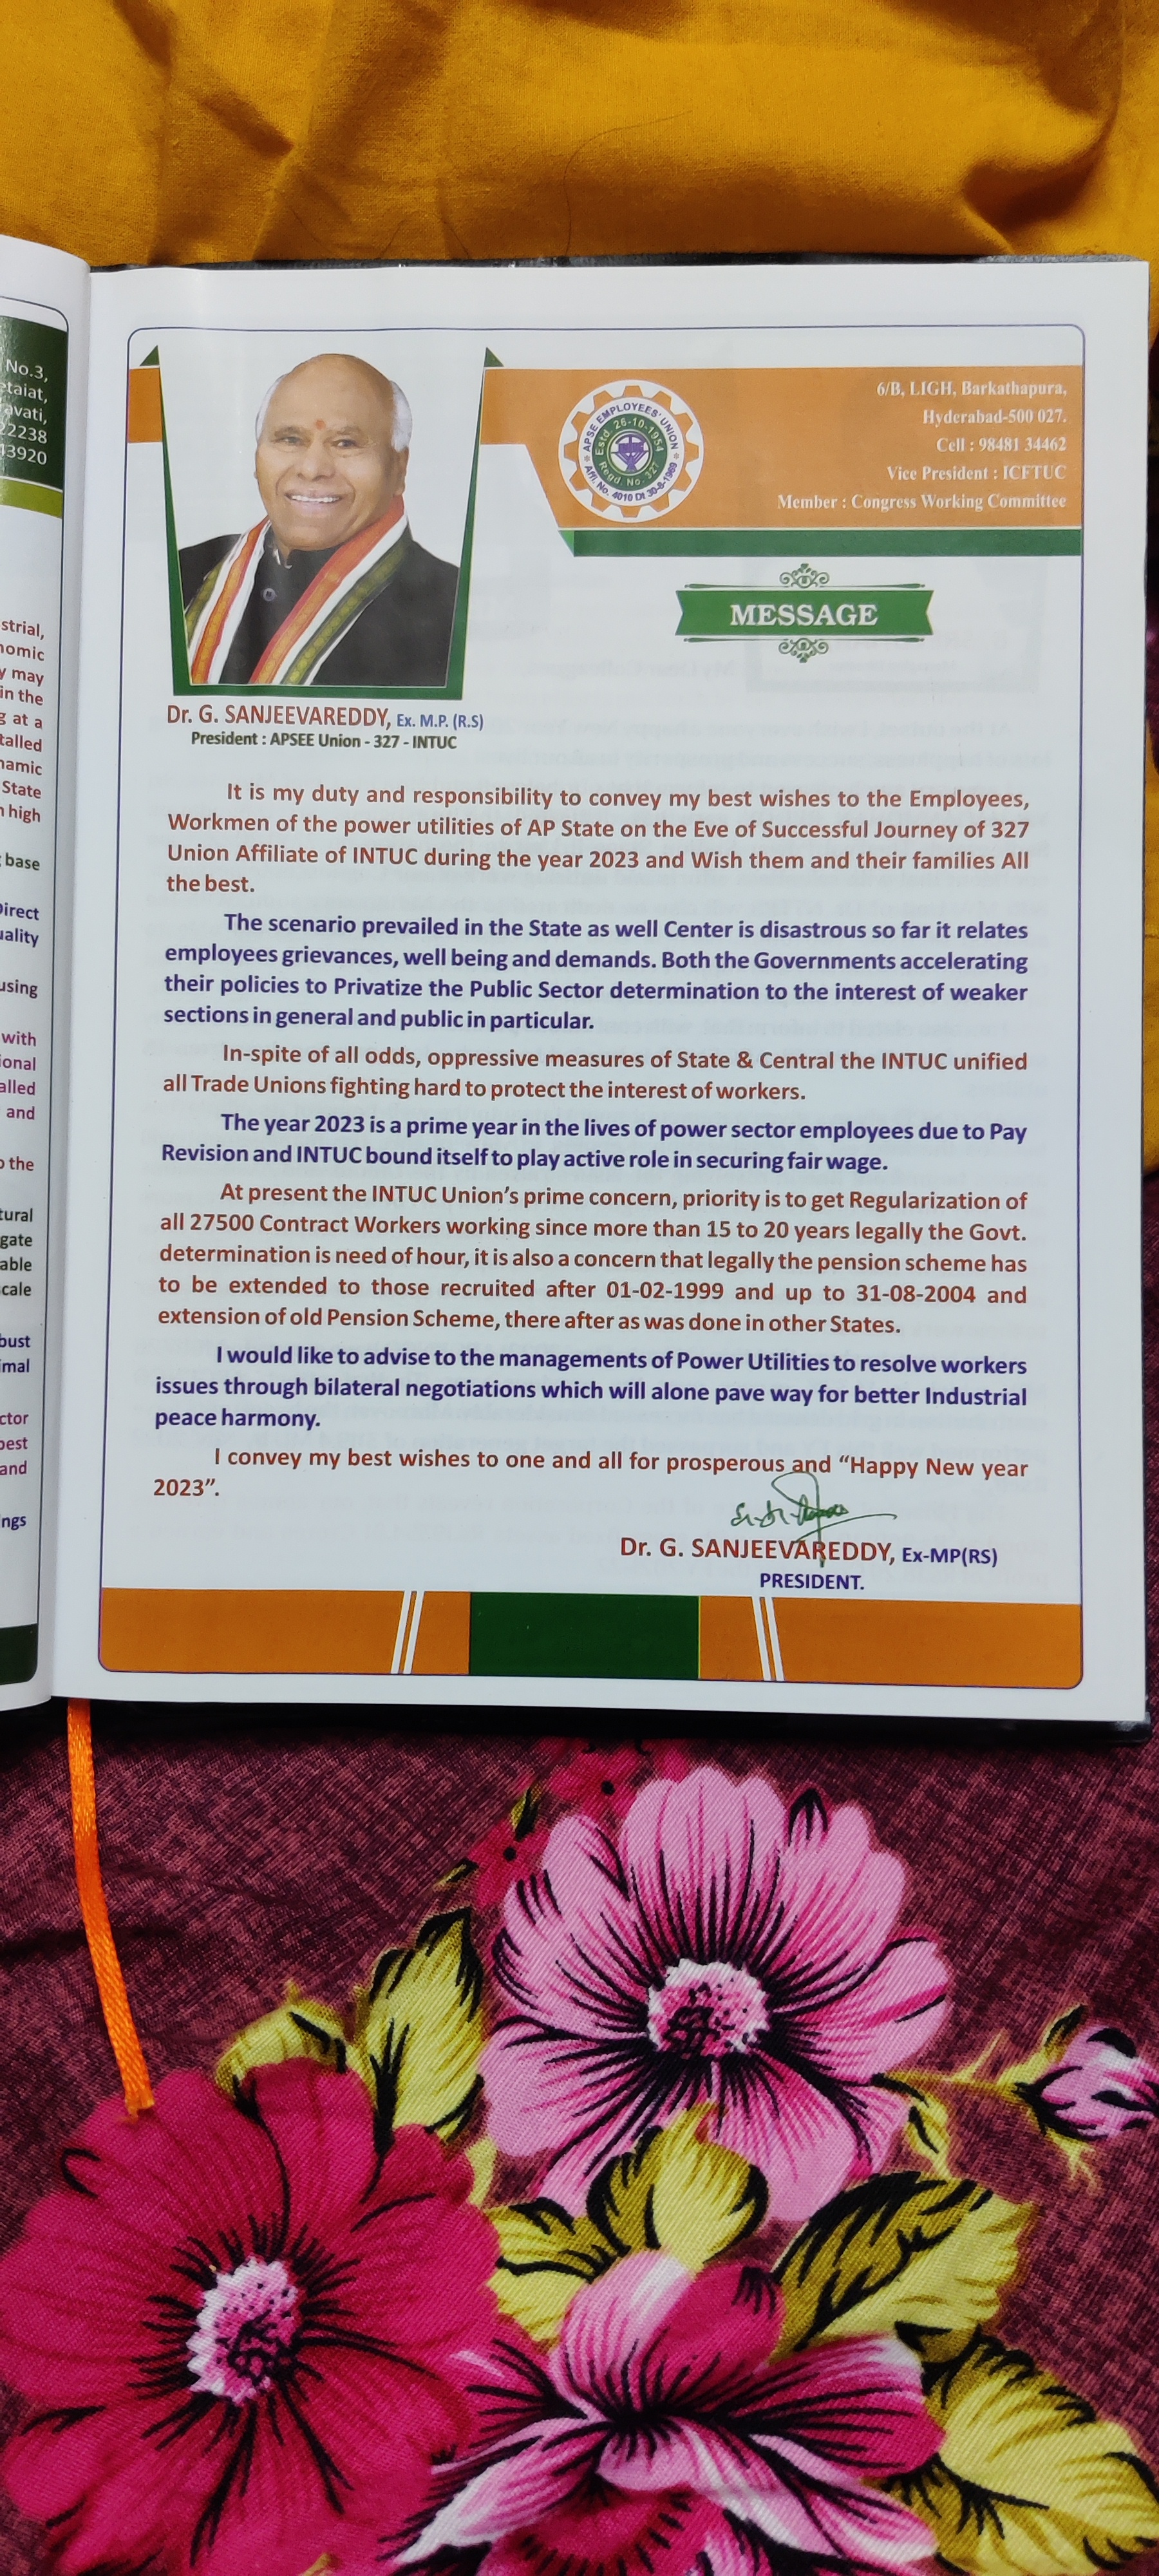 No.3,
etaiat,
avati,
22238
43920
strial,
nomic
y may
in the
g at a
talled
namic
State
n high
base
Direct
uality
using
with
ional
alled
and
o the
tural
gate
able
cale
bust
imal
ctor
best
and
ngs
6/B, LIGH, Barkathapura,
Hyderabad-500 027.
Cell : 98481 34462
Vice President : ICFTUC
Member : Congress Working Committee
APSE EMPLOYEES' UNION
Estd. 26-10-1954
Regd. No. 327
Affi. No. 4010 Dt 30-8-1969
MESSAGE
Dr. G. SANJEEVAREDDY, Ex. M.P. (R.S)
President : APSEE Union - 327 - INTUC
It is my duty and responsibility to convey my best wishes to the Employees,
Workmen of the power utilities of AP State on the Eve of Successful Journey of 327
Union Affiliate of INTUC during the year 2023 and Wish them and their families All
the best.
The scenario prevailed in the State as well Center is disastrous so far it relates
employees grievances, well being and demands. Both the Governments accelerating
their policies to Privatize the Public Sector determination to the interest of weaker
sections in general and public in particular.
In-spite of all odds, oppressive measures of State & Central the INTUC unified
all Trade Unions fighting hard to protect the interest of workers.
The year 2023 is a prime year in the lives of power sector employees due to Pay
Revision and INTUC bound itself to play active role in securing fair wage.
At present the INTUC Union's prime concern, priority is to get Regularization of
all 27500 Contract Workers working since more than 15 to 20 years legally the Govt.
determination is need of hour, it is also a concern that legally the pension scheme has
to be extended to those recruited after 01-02-1999 and up to 31-08-2004 and
extension of old Pension Scheme, there after as was done in other States.
I would like to advise to the managements of Power Utilities to resolve workers
issues through bilateral negotiations which will alone pave way for better Industrial
peace harmony.
I convey my best wishes to one and all for prosperous and “Happy New year
2023”.
Dr. G. SANJEEVAREDDY, Ex-MP(RS)
PRESIDENT.